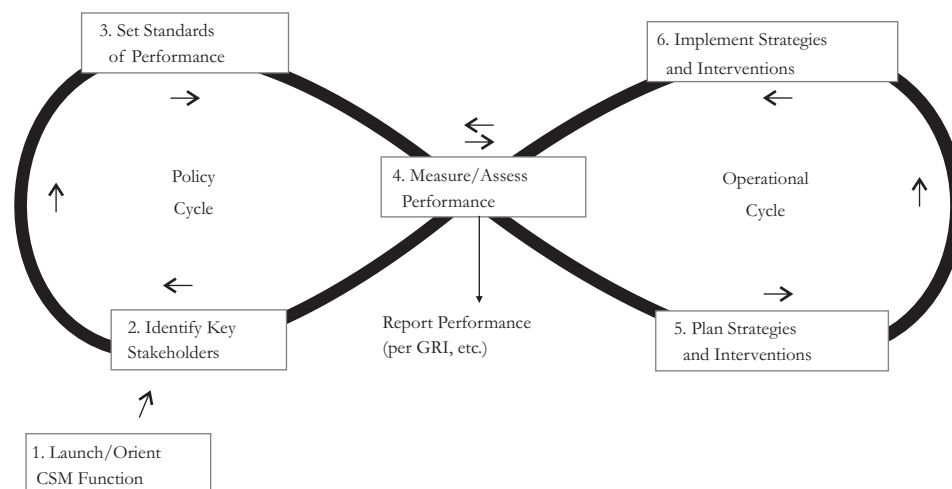 3. Set Standards
of Performance
6. Implement Strategies
and Interventions
Policy
Cycle
4. Measure/Assess
Performance
Operational
Cycle
2. Identify Key
Stakeholders
Report Performance
(per GRI, etc.)
5. Plan Strategies
and Interventions
1. Launch/Orient
CSM Function